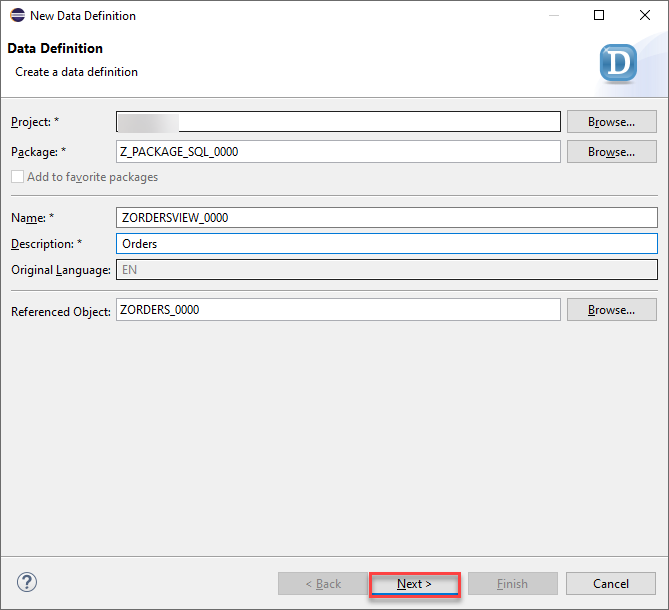 New Data Definition
Data Definition
Create a data definition
D
Project: *
Browse...
Package: * Z_PACKAGE_SQL_0000 Browse...
Add to favorite packages
Name: * ZORDERSVIEW_0000
Description: * Orders
Original Language: EN
Referenced Object: ZORDERS_0000 Browse...
? < Back Next > Finish Cancel